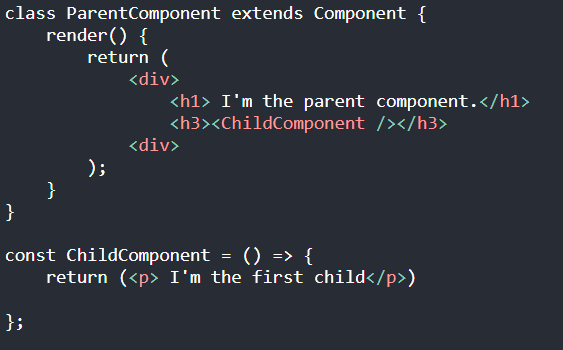 class ParentComponent extends Component {
    render() {
        return (
            <div>
                <h1> I'm the parent component.</h1>
                <h3><ChildComponent /></h3>
            <div>
        );
    }
}

const ChildComponent = () => {
    return (<p> I'm the first child</p>)

};